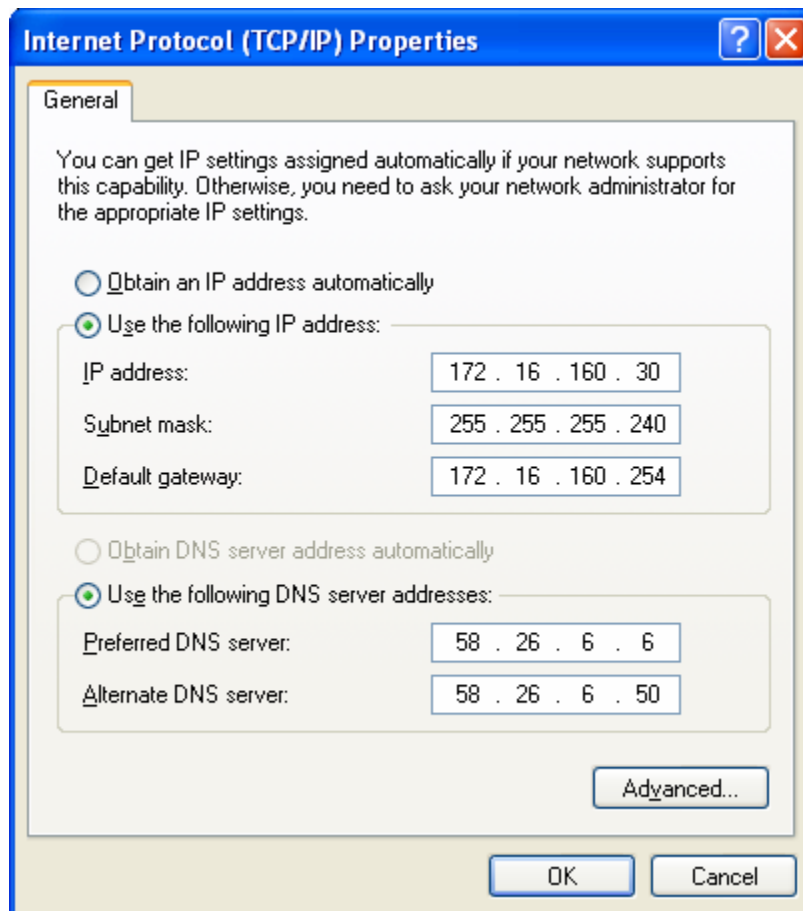 Internet Protocol (TCP/IP) Properties
General
You can get IP settings assigned automatically if your network supports
this capability. Otherwise, you need to ask your network administrator for
the appropriate IP settings.
Obtain an IP address automatically
Use the following IP address:
IP address: 172 . 16 . 160 . 30
Subnet mask: 255 . 255 . 255 . 240
Default gateway: 172 . 16 . 160 . 254
Obtain DNS server address automatically
Use the following DNS server addresses:
Preferred DNS server: 58 . 26 . 6 . 6
Alternate DNS server: 58 . 26 . 6 . 50
Advanced...
OK Cancel